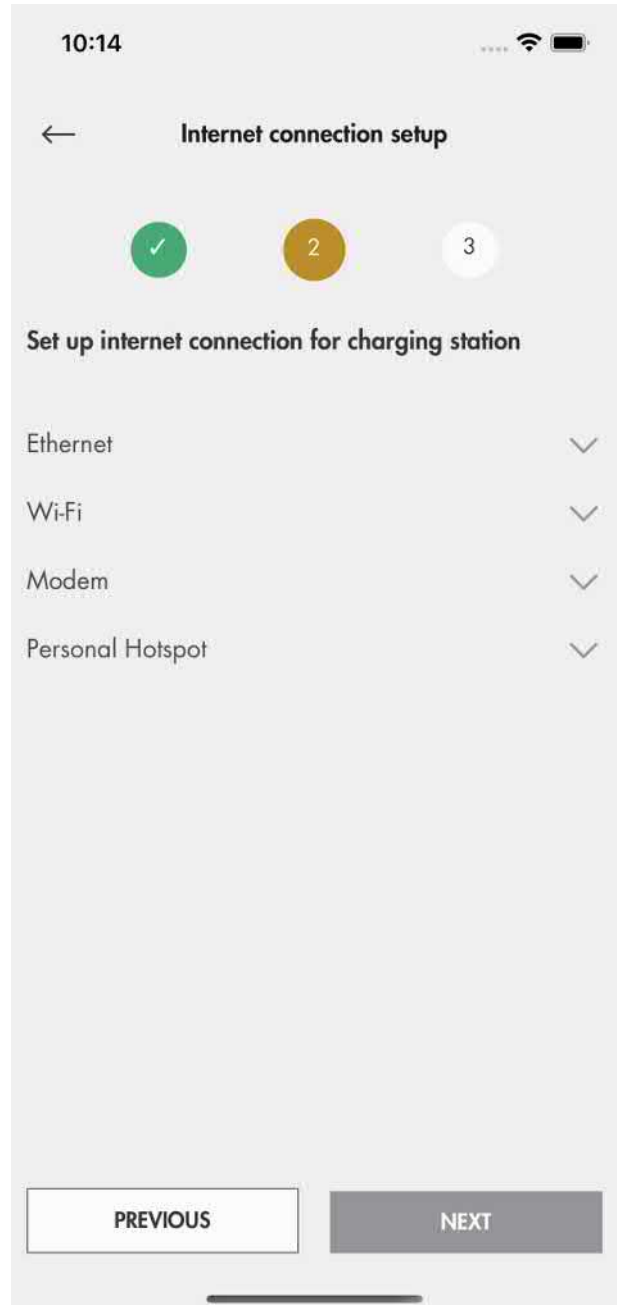 10:14
Internet connection setup
✓ 2 3
Set up internet connection for charging station
Ethernet
Wi-Fi
Modem
Personal Hotspot
PREVIOUS NEXT